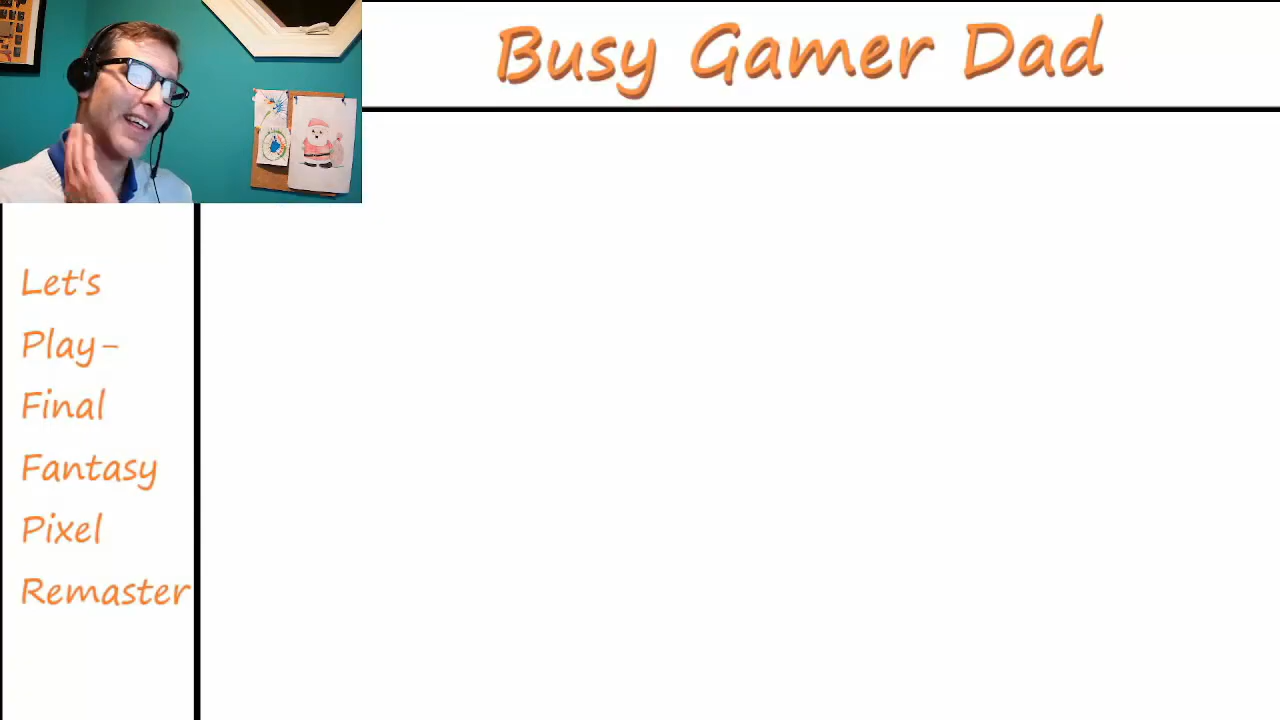 Busy Gamer Dad
Let's
Play-
Final
Fantasy
Pixel
Remaster